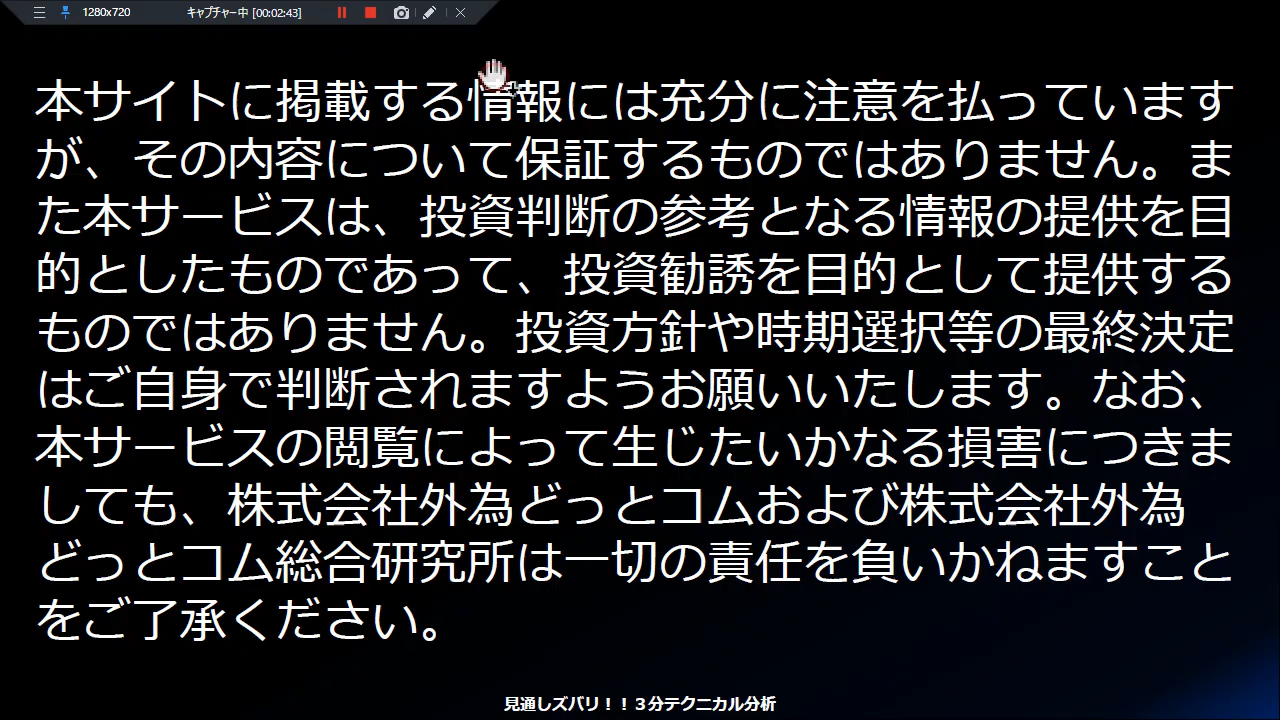 1280x720
キャプチャー中 [00:02:43]
本サイトに掲載する情報には充分に注意を払っています
が、その内容について保証するものではありません。ま
た本サービスは、投資判断の参考となる情報の提供を目
的としたものであって、投資勧誘を目的として提供する
ものではありません。投資方針や時期選択等の最終決定
はご自身で判断されますようお願いいたします。なお、
本サービスの閲覧によって生じたいかなる損害につきま
しても、株式会社外為どっとコムおよび株式会社外為
どっとコム総合研究所は一切の責任を負いかねますこと
をご了承ください。
見通しズバリ！！３分テクニカル分析